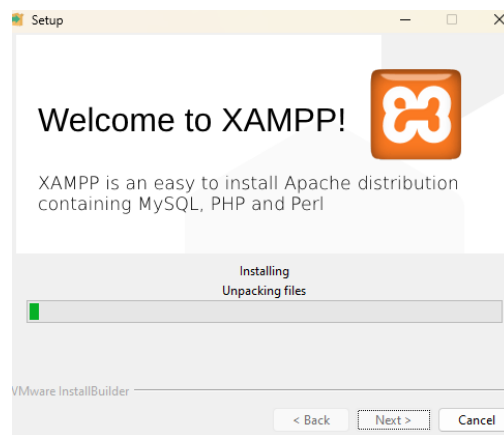 Setup
Welcome to XAMPP!
XAMPP is an easy to install Apache distribution
containing MySQL, PHP and Perl
Installing
Unpacking files
VMware InstallBuilder
< Back
Next >
Cancel